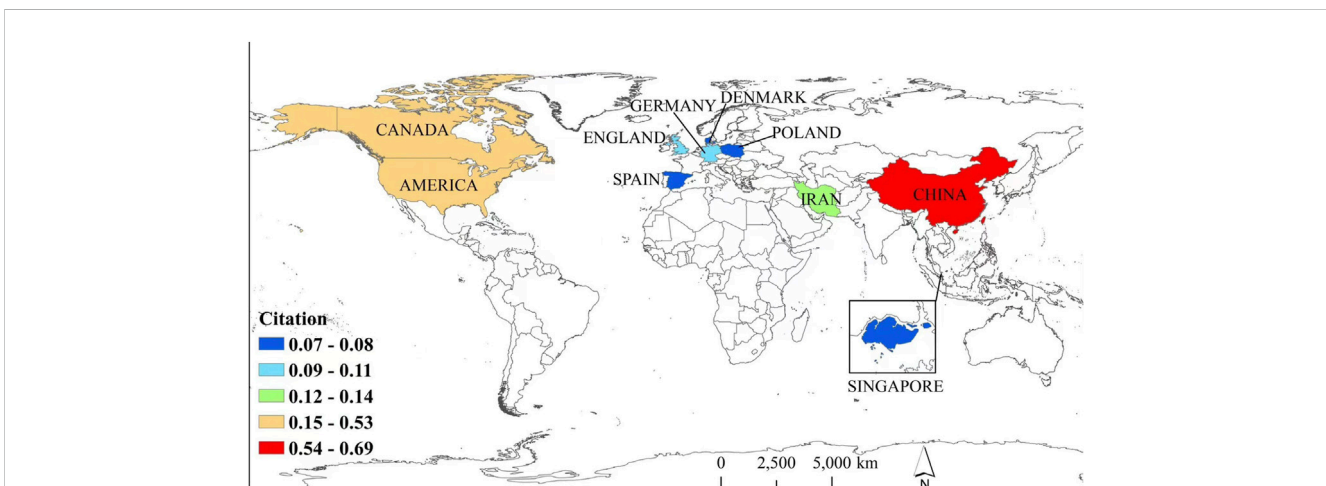 GERMANY
DENMARK
ENGLAND
POLAND
CANADA
AMERICA
SPAIN
IRAN
CHINA
SINGAPORE
Citation
0.07 - 0.08
0.09 - 0.11
0.12 - 0.14
0.15 - 0.53
0.54 - 0.69
0 2,500 5,000 km
N